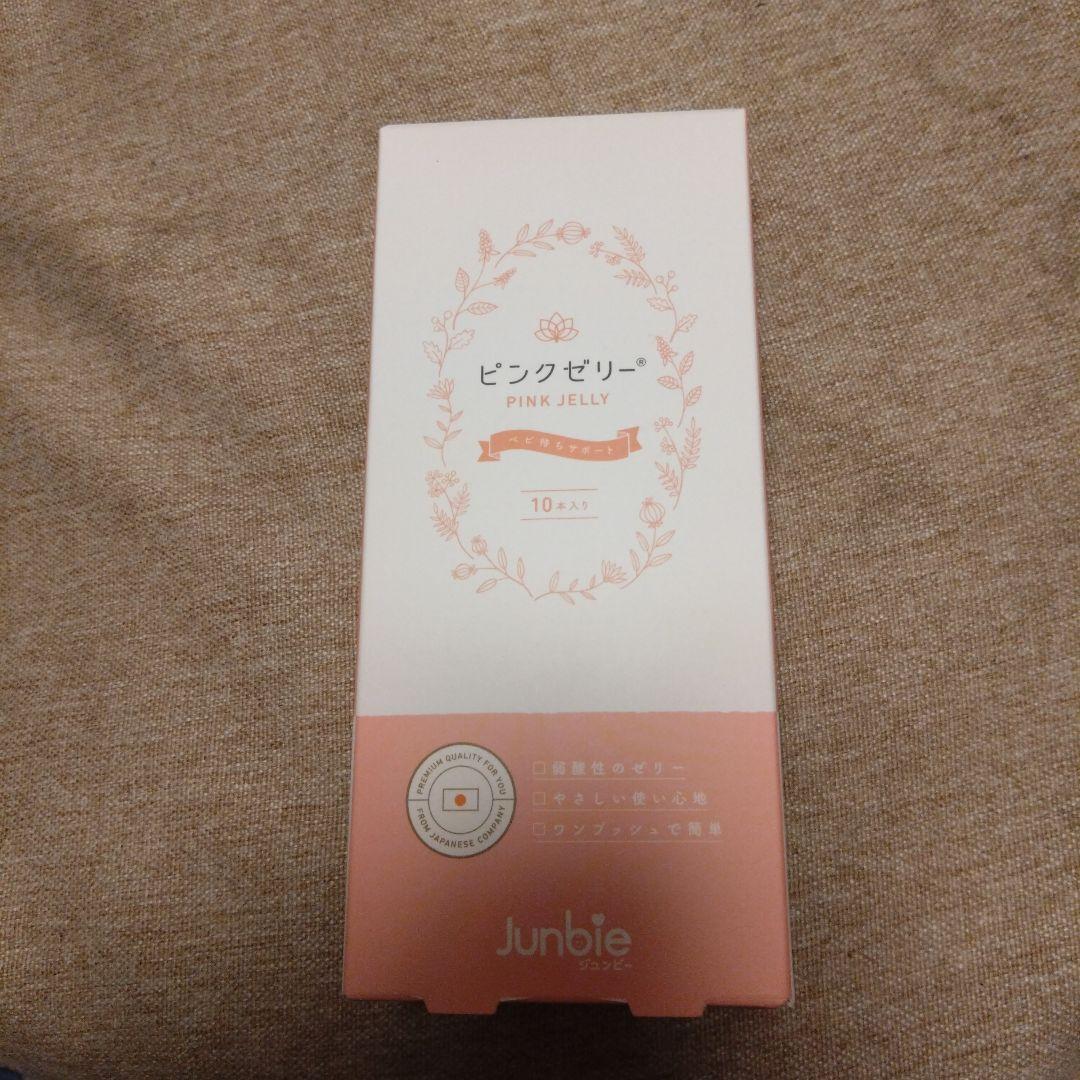 ピンクゼリー®
PINK JELLY
ベビ待ちサポート
10本入り
PREMIUM QUALITY FOR YOU
FROM JAPANESE COMPANY
□弱酸性のゼリー
□やさしい使い心地
□ワンプッシュで簡単
Junbie
ジュンビー